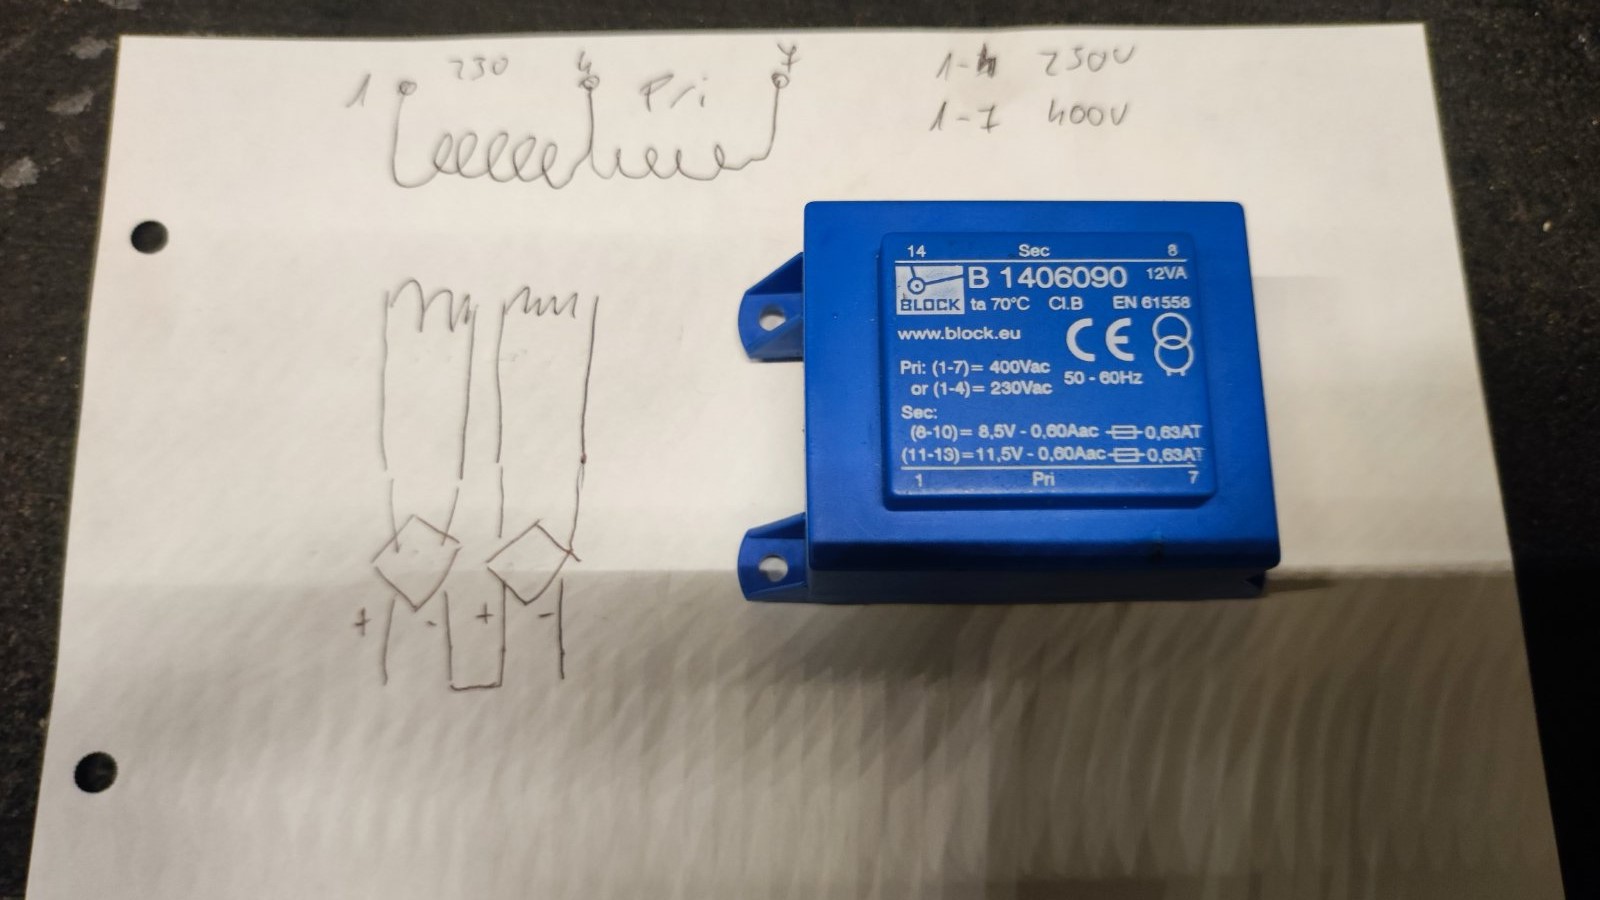 1 230 4 Pri 7
1-4 230V
1-7 400V
+ - + -
14 Sec 8
BLOCK
B 1406090 12VA
ta 70°C Cl.B EN 61558
www.block.eu
CE
Pri: (1-7)= 400Vac
or (1-4)= 230Vac
50 - 60Hz
Sec:
(8-10)= 8,5V - 0,60Aac 0,63AT
(11-13)=11,5V - 0,60Aac 0,63AT
1 Pri 7